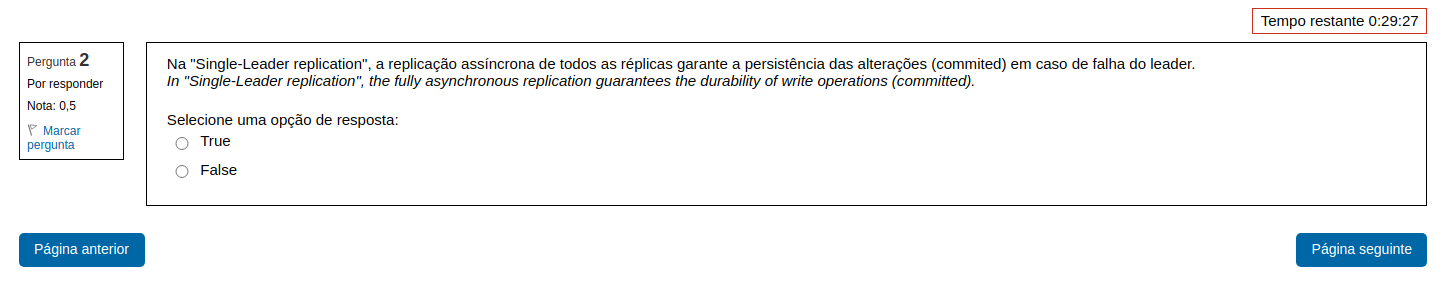 Tempo restante 0:29:27
Pergunta 2
Por responder
Nota: 0,5
Marcar
pergunta
Na "Single-Leader replication", a replicação assíncrona de todos as réplicas garante a persistência das alterações (commited) em caso de falha do leader.
In "Single-Leader replication", the fully asynchronous replication guarantees the durability of write operations (committed).
Selecione uma opção de resposta:
True
False
Página anterior
Página seguinte